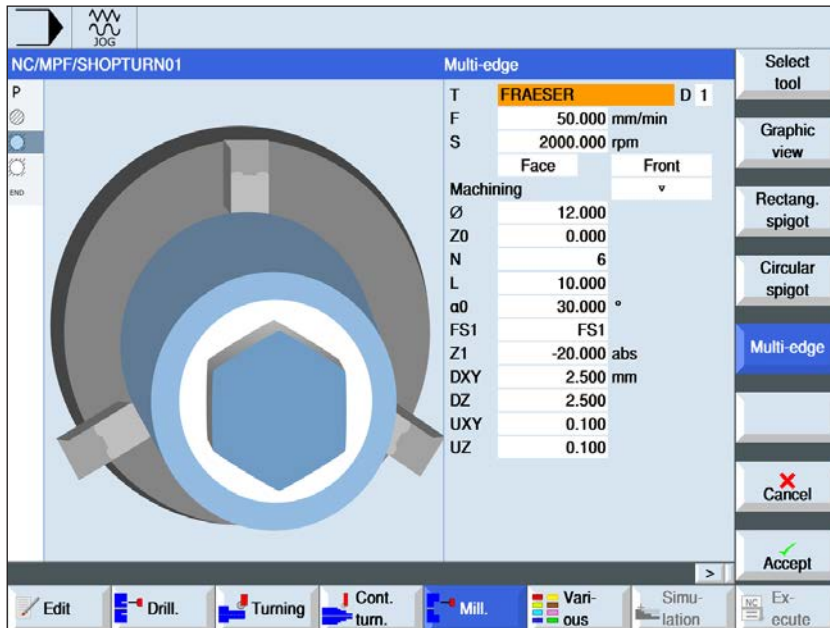 JOG
NC/MPF/SHOPTURN01
Multi-edge
P
END
T FRAESER D 1
F 50.000 mm/min
S 2000.000 rpm
Face Front
Machining ▿
Ø 12.000
Z0 0.000
N 6
L 10.000
α0 30.000 °
FS1 FS1
Z1 -20.000 abs
DXY 2.500 mm
DZ 2.500
UXY 0.100
UZ 0.100
Select
tool
Graphic
view
Rectang.
spigot
Circular
spigot
Multi-edge
Cancel
Accept
>
Edit
Drill.
Turning
Cont.
turn.
Mill.
Vari-
ous
Simu-
lation
NC
Ex-
ecute